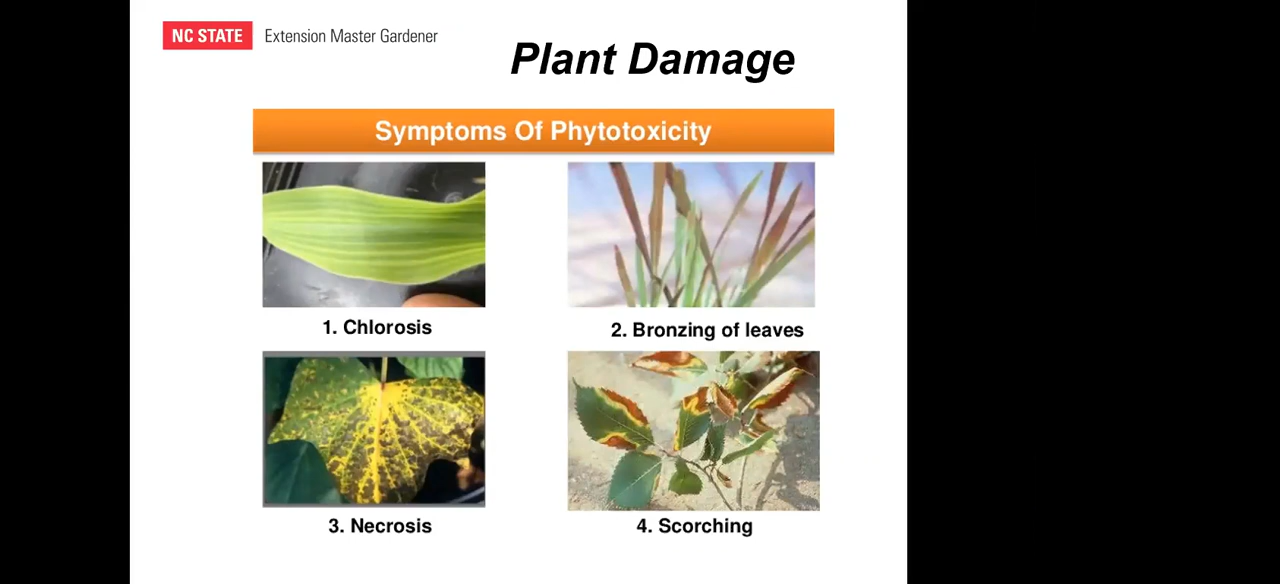 NC STATE Extension Master Gardener
Plant Damage
Symptoms Of Phytotoxicity
1. Chlorosis
2. Bronzing of leaves
3. Necrosis
4. Scorching